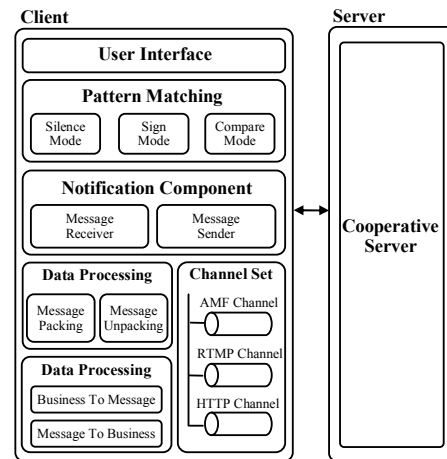 Client
Server
User Interface
Pattern Matching
Silence
Mode
Sign
Mode
Compare
Mode
Notification Component
Message
Receiver
Message
Sender
Data Processing
Message
Packing
Message
Unpacking
Data Processing
Business To Message
Message To Business
Channel Set
AMF Channel
RTMP Channel
HTTP Channel
Cooperative
Server